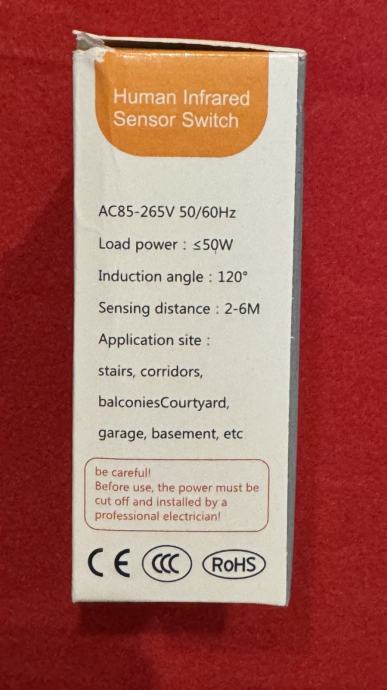 Human Infrared
Sensor Switch
AC85-265V 50/60Hz
Load power : ≤50W
Induction angle : 120°
Sensing distance : 2-6M
Application site :
stairs, corridors,
balconiesCourtyard,
garage, basement, etc
be careful!
Before use, the power must be
cut off and installed by a
professional electrician!
CE CCC RoHS